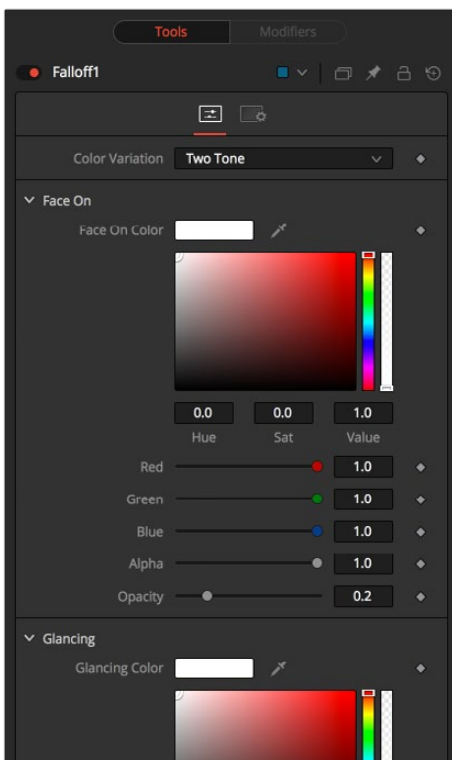 Tools Modifiers
Falloff1
Color Variation Two Tone
Face On
Face On Color
0.0 0.0 1.0
Hue Sat Value
Red 1.0
Green 1.0
Blue 1.0
Alpha 1.0
Opacity 0.2
Glancing
Glancing Color